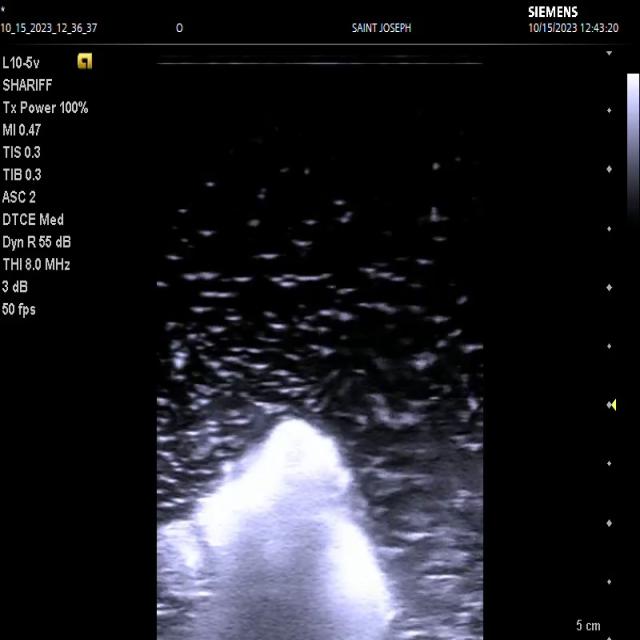 SIEMENS
10_15_2023_12_36_37 O SAINT JOSEPH 10/15/2023 12:43:20
L10-5v
SHARIFF
Tx Power 100%
MI 0.47
TIS 0.3
TIB 0.3
ASC 2
DTCE Med
Dyn R 55 dB
THI 8.0 MHz
3 dB
50 fps
5 cm